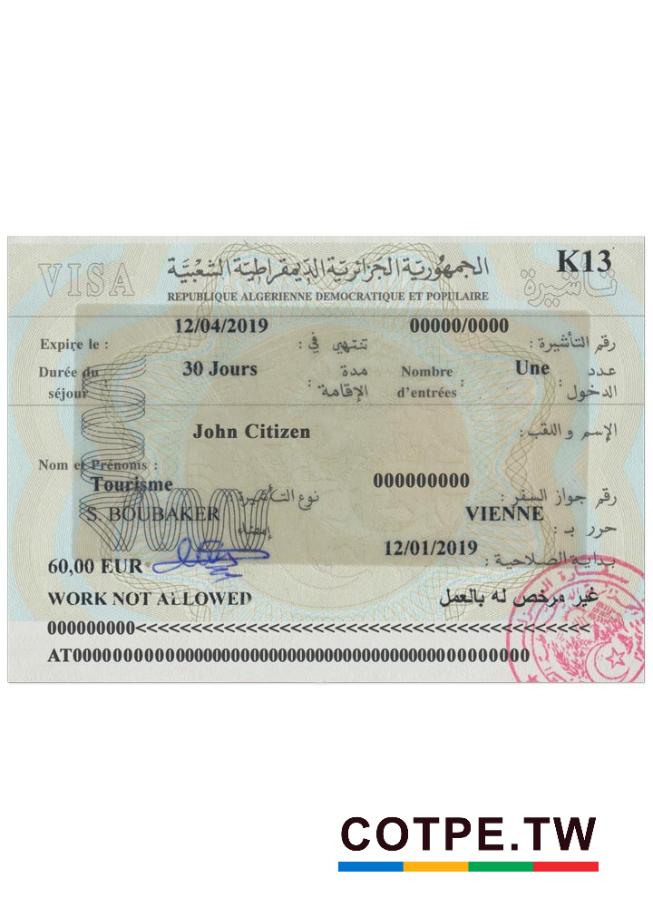 VISA
الجمهورية الجزائرية الديمقراطية الشعبية
K13
تأشيرة
REPUBLIQUE ALGERIENNE DEMOCRATIQUE ET POPULAIRE
12/04/2019
00000/0000
Expire le :
تنتهي في :
رقم التأشيرة :
Durée du séjour :
30 Jours
مدة الإقامة :
Nombre d'entrées :
Une
عدد الدخول :
John Citizen
الإسم و اللقب :
Nom et Prénoms :
Tourisme
نوع التأشيرة :
000000000
رقم جواز السفر :
S. BOUBAKER
إمضاء
VIENNE
حرر بـ :
60,00 EUR
12/01/2019
بداية الصلاحية :
WORK NOT ALLOWED
غير مرخص له بالعمل
COTPE.TW